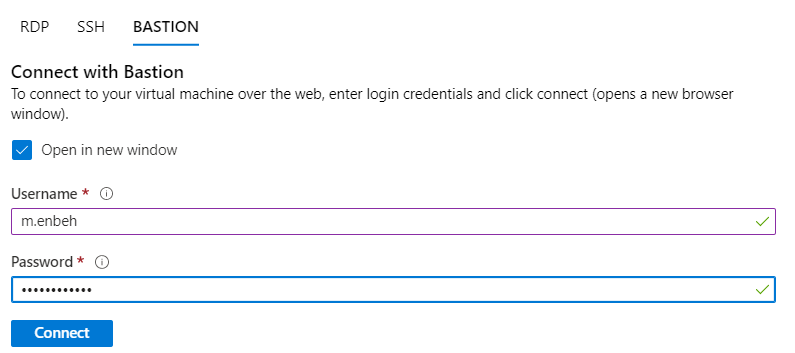 RDP SSH BASTION
Connect with Bastion
To connect to your virtual machine over the web, enter login credentials and click connect (opens a new browser
window).
Open in new window
Username *
m.enbeh
Password *
••••••••••••
Connect